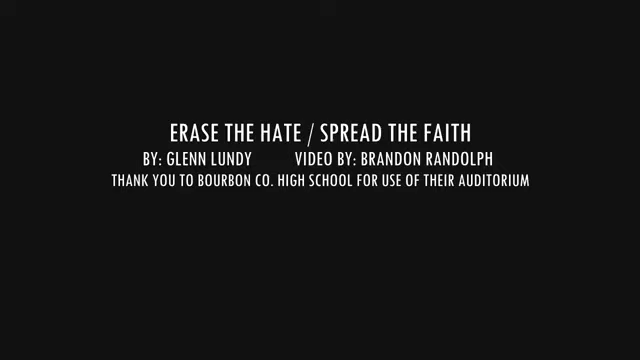 ERASE THE HATE / SPREAD THE FAITH
BY: GLENN LUNDY VIDEO BY: BRANDON RANDOLPH
THANK YOU TO BOURBON CO. HIGH SCHOOL FOR USE OF THEIR AUDITORIUM